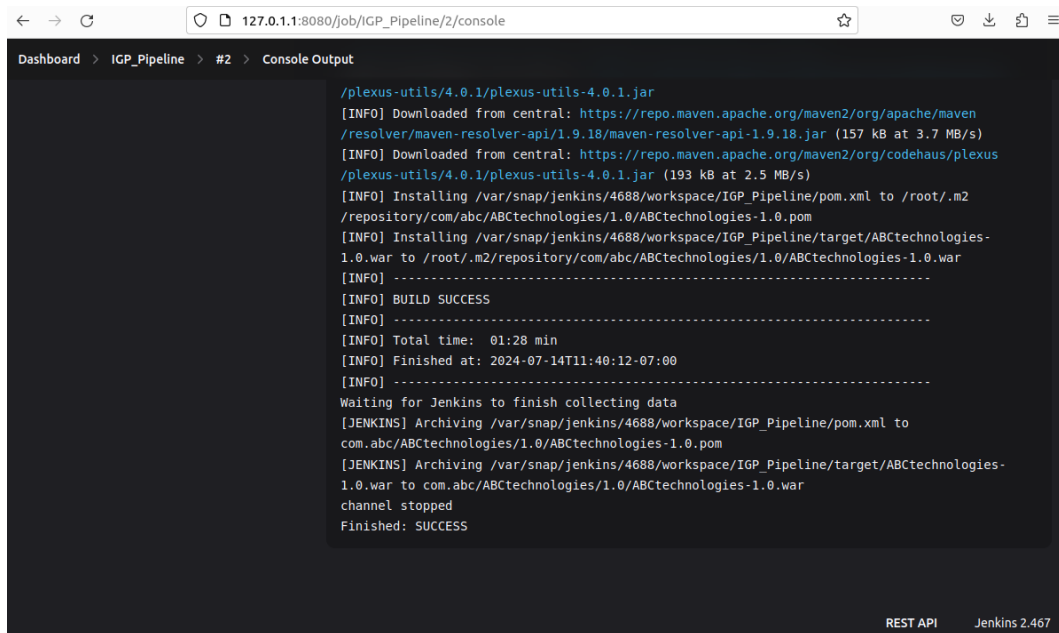 127.0.1.1:8080/job/IGP_Pipeline/2/console
Dashboard > IGP_Pipeline > #2 > Console Output
/plexus-utils/4.0.1/plexus-utils-4.0.1.jar
[INFO] Downloaded from central: https://repo.maven.apache.org/maven2/org/apache/maven
/resolver/maven-resolver-api/1.9.18/maven-resolver-api-1.9.18.jar (157 kB at 3.7 MB/s)
[INFO] Downloaded from central: https://repo.maven.apache.org/maven2/org/codehaus/plexus
/plexus-utils/4.0.1/plexus-utils-4.0.1.jar (193 kB at 2.5 MB/s)
[INFO] Installing /var/snap/jenkins/4688/workspace/IGP_Pipeline/pom.xml to /root/.m2
/repository/com/abc/ABCtechnologies/1.0/ABCtechnologies-1.0.pom
[INFO] Installing /var/snap/jenkins/4688/workspace/IGP_Pipeline/target/ABCtechnologies-
1.0.war to /root/.m2/repository/com/abc/ABCtechnologies/1.0/ABCtechnologies-1.0.war
[INFO] ------------------------------------------------------------------------
[INFO] BUILD SUCCESS
[INFO] ------------------------------------------------------------------------
[INFO] Total time:  01:28 min
[INFO] Finished at: 2024-07-14T11:40:12-07:00
[INFO] ------------------------------------------------------------------------
Waiting for Jenkins to finish collecting data
[JENKINS] Archiving /var/snap/jenkins/4688/workspace/IGP_Pipeline/pom.xml to
com.abc/ABCtechnologies/1.0/ABCtechnologies-1.0.pom
[JENKINS] Archiving /var/snap/jenkins/4688/workspace/IGP_Pipeline/target/ABCtechnologies-
1.0.war to com.abc/ABCtechnologies/1.0/ABCtechnologies-1.0.war
channel stopped
Finished: SUCCESS
REST API Jenkins 2.467